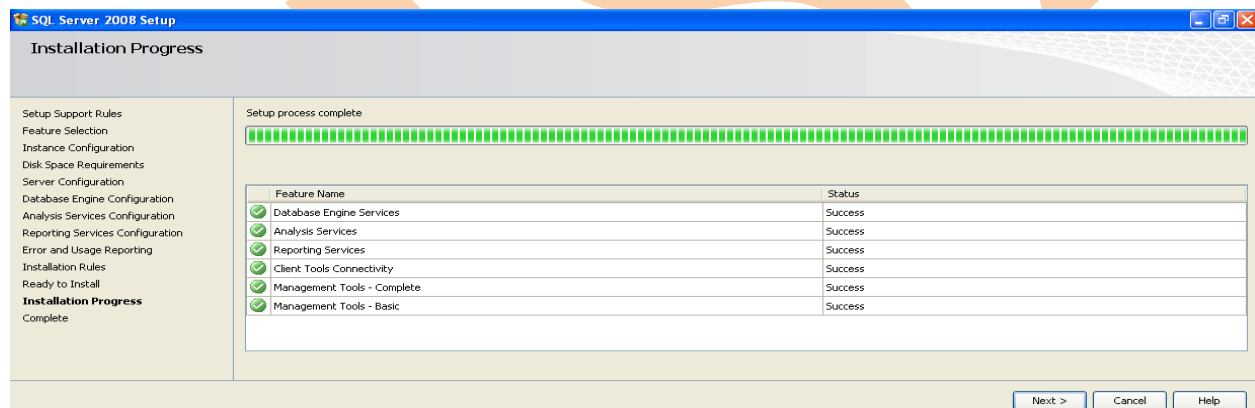 SQL Server 2008 Setup
Installation Progress
Setup Support Rules
Feature Selection
Instance Configuration
Disk Space Requirements
Server Configuration
Database Engine Configuration
Analysis Services Configuration
Reporting Services Configuration
Error and Usage Reporting
Installation Rules
Ready to Install
Installation Progress
Complete
Setup process complete
Feature Name Status
Database Engine Services Success
Analysis Services Success
Reporting Services Success
Client Tools Connectivity Success
Management Tools - Complete Success
Management Tools - Basic Success
Next > Cancel Help